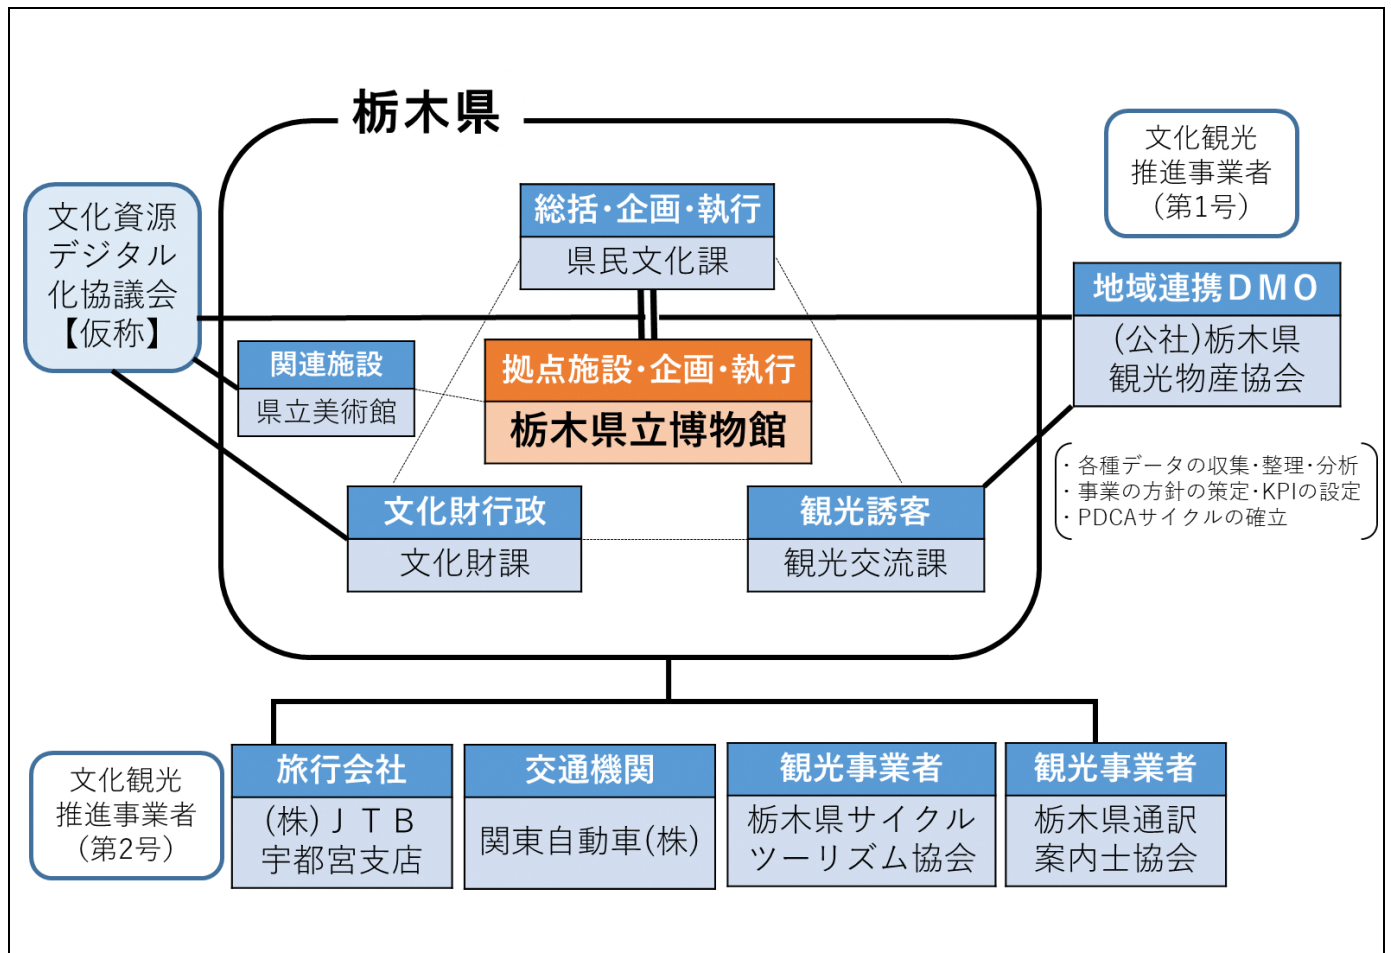 栃木県
文化観光
推進事業者
(第1号)
文化資源
デジタル
化協議会
【仮称】
総括・企画・執行
県民文化課
地域連携ＤＭＯ
(公社)栃木県
観光物産協会
関連施設
県立美術館
拠点施設・企画・執行
栃木県立博物館
・各種データの収集・整理・分析
・事業の方針の策定・KPIの設定
・PDCAサイクルの確立
文化財行政
文化財課
観光誘客
観光交流課
文化観光
推進事業者
(第2号)
旅行会社
(株)ＪＴＢ
宇都宮支店
交通機関
関東自動車(株)
観光事業者
栃木県サイクル
ツーリズム協会
観光事業者
栃木県通訳
案内士協会